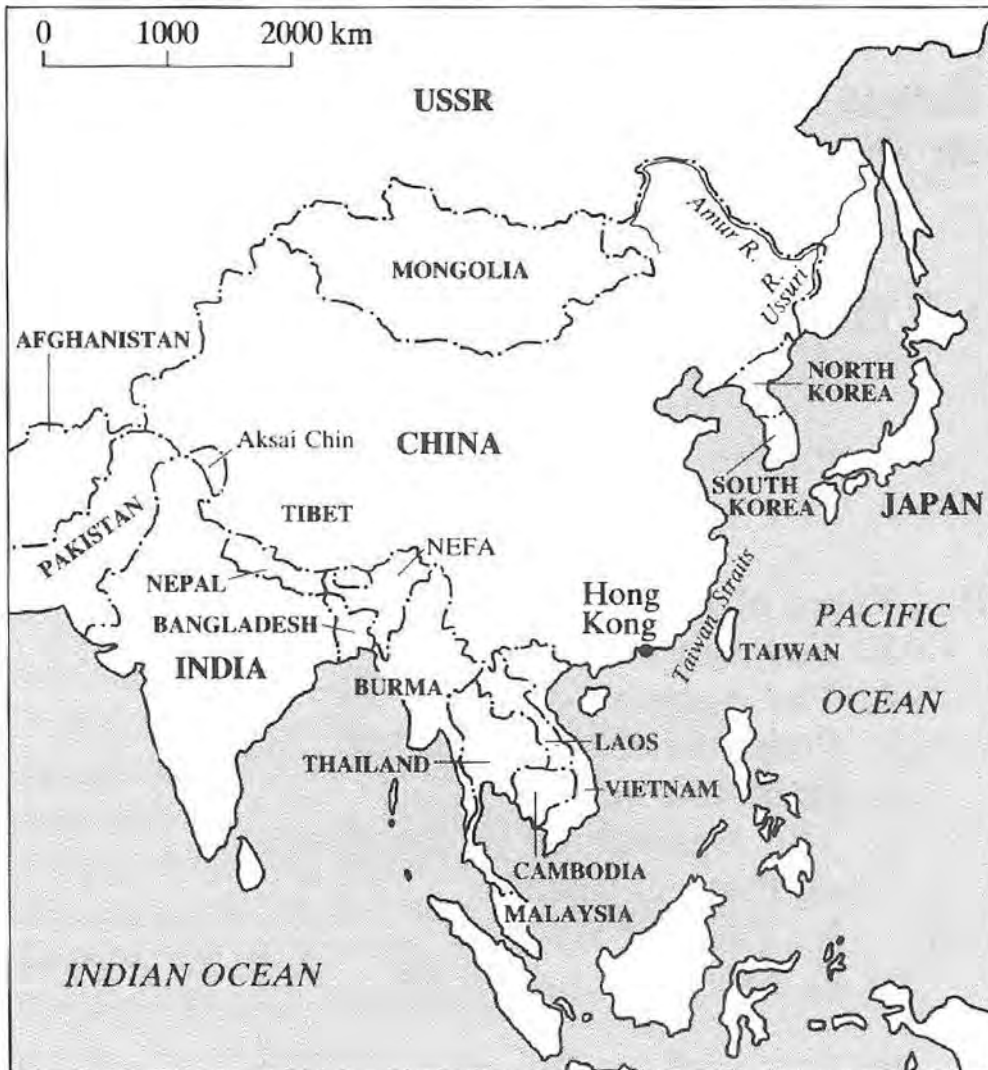 0 1000 2000 km
USSR
Amur R.
R.
Ussuri
MONGOLIA
AFGHANISTAN
NORTH
KOREA
Aksai Chin
CHINA
SOUTH
KOREA
JAPAN
TIBET
PAKISTAN
NEFA
NEPAL
Hong
Kong
Taiwan Straits
PACIFIC
BANGLADESH
INDIA
TAIWAN
BURMA
OCEAN
LAOS
THAILAND
VIETNAM
CAMBODIA
MALAYSIA
INDIAN OCEAN